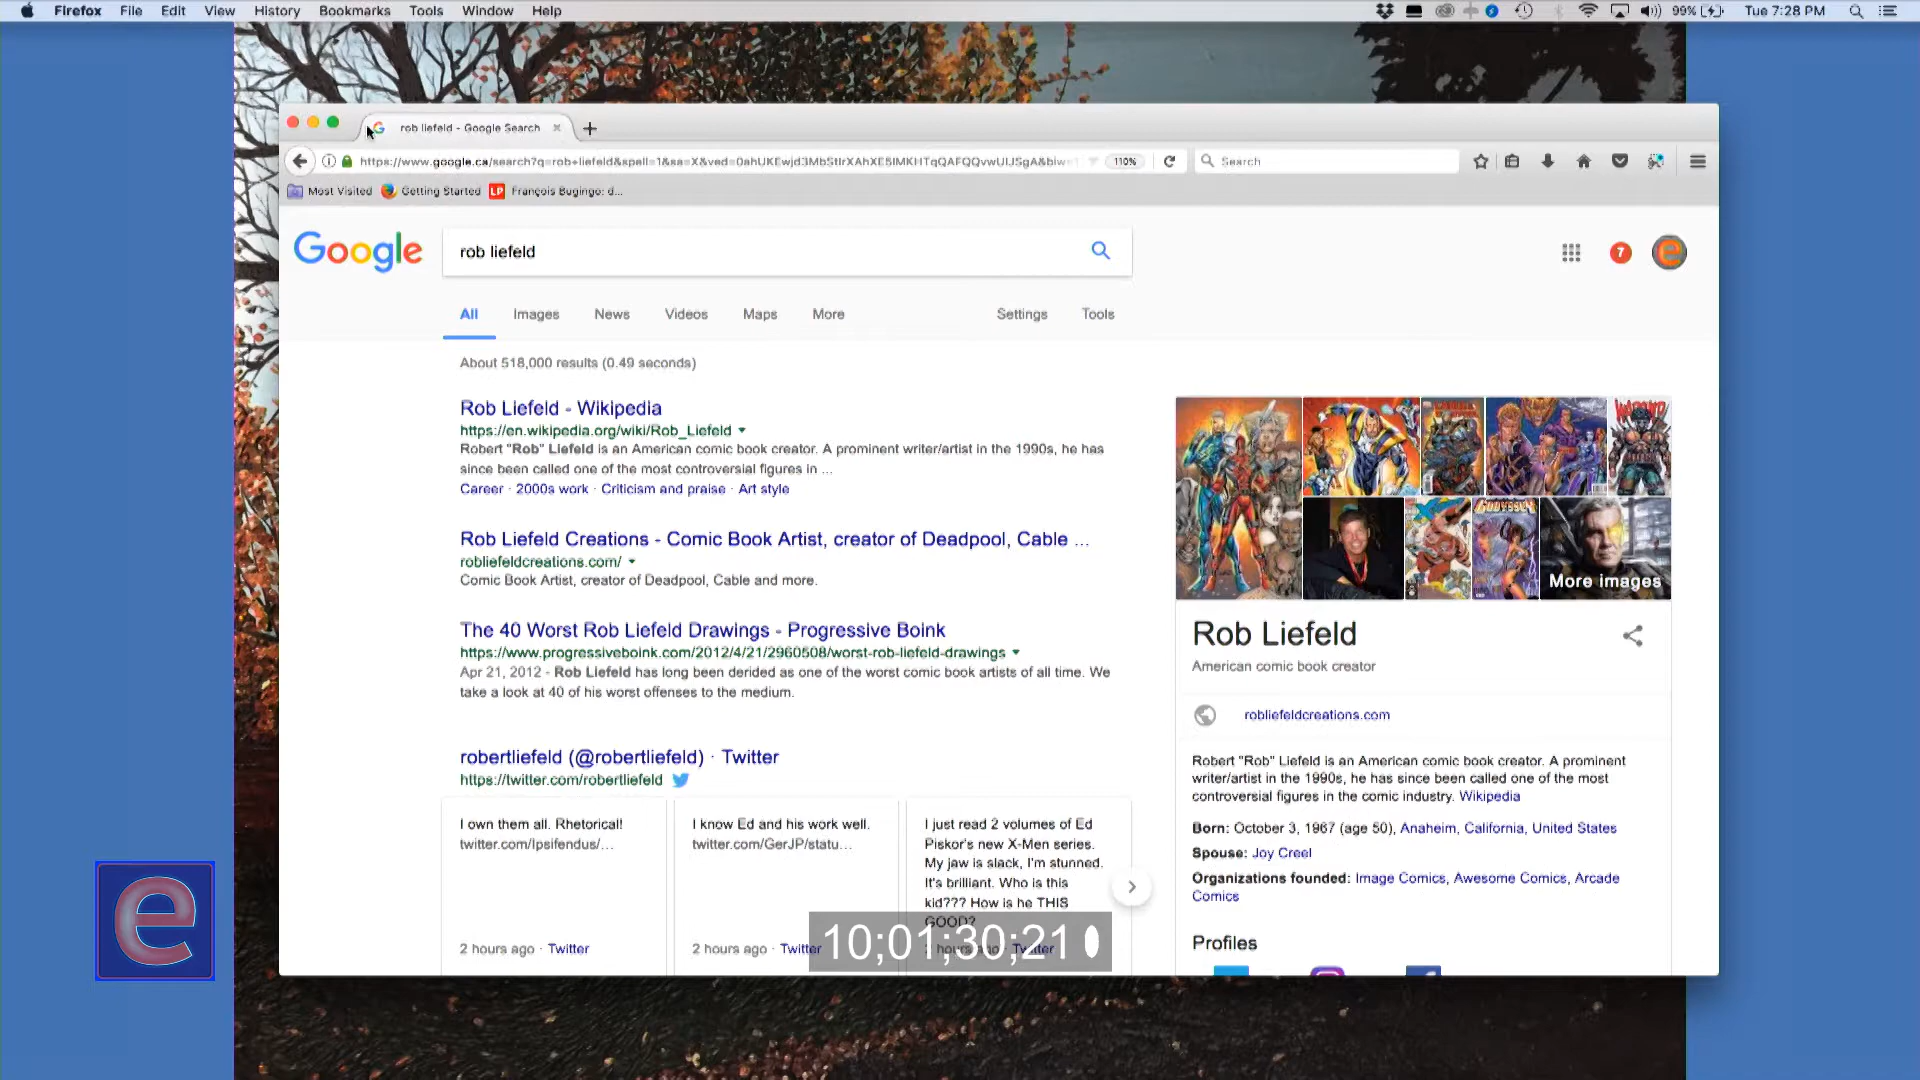 Firefox File Edit View History Bookmarks Tools Window Help
99% Tue 7:28 PM
rob liefeld - Google Search
110%
Search
Most Visited Getting Started LP François Bugingo: d...
Google
rob liefeld
7
e
All Images News Videos Maps More Settings Tools
About 518,000 results (0.49 seconds)
Rob Liefeld - Wikipedia
https://en.wikipedia.org/wiki/Rob_Liefeld
Robert "Rob" Liefeld is an American comic book creator. A prominent writer/artist in the 1990s, he has
since been called one of the most controversial figures in ...
Career · 2000s work · Criticism and praise · Art style
Rob Liefeld Creations - Comic Book Artist, creator of Deadpool, Cable ...
robliefeldcreations.com/
Comic Book Artist, creator of Deadpool, Cable and more.
The 40 Worst Rob Liefeld Drawings - Progressive Boink
https://www.progressiveboink.com/2012/4/21/2960508/worst-rob-liefeld-drawings
Apr 21, 2012 - Rob Liefeld has long been derided as one of the worst comic book artists of all time. We
take a look at 40 of his worst offenses to the medium.
robertliefeld (@robertliefeld) · Twitter
https://twitter.com/robertliefeld
I own them all. Rhetorical!
twitter.com/Ipsifendus/...
2 hours ago · Twitter
I know Ed and his work well.
twitter.com/GerJP/statu...
2 hours ago · Twitter
I just read 2 volumes of Ed
Piskor's new X-Men series.
My jaw is slack, I'm stunned.
It's brilliant. Who is this
kid??? How is he THIS
GOOD?
hours ago · Twitter
10;01;30;21
More images
Rob Liefeld
American comic book creator
robliefeldcreations.com
Robert "Rob" Liefeld is an American comic book creator. A prominent
writer/artist in the 1990s, he has since been called one of the most
controversial figures in the comic industry. Wikipedia
Born: October 3, 1967 (age 50), Anaheim, California, United States
Spouse: Joy Creel
Organizations founded: Image Comics, Awesome Comics, Arcade
Comics
Profiles
e